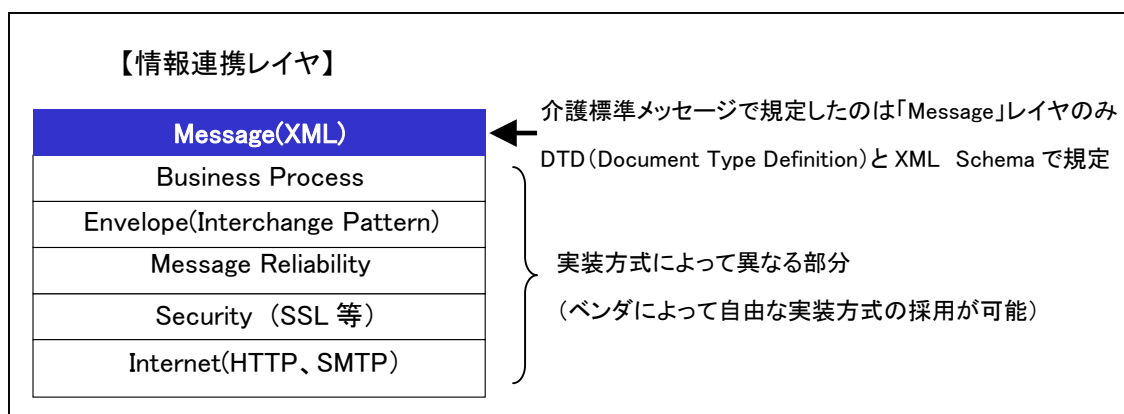 【情報連携レイヤ】
Message(XML)
Business Process
Envelope(Interchange Pattern)
Message Reliability
Security （SSL 等）
Internet(HTTP、SMTP)
介護標準メッセージで規定したのは「Message」レイヤのみ
DTD（Document Type Definition）と XML Schema で規定
実装方式によって異なる部分
（ベンダによって自由な実装方式の採用が可能）